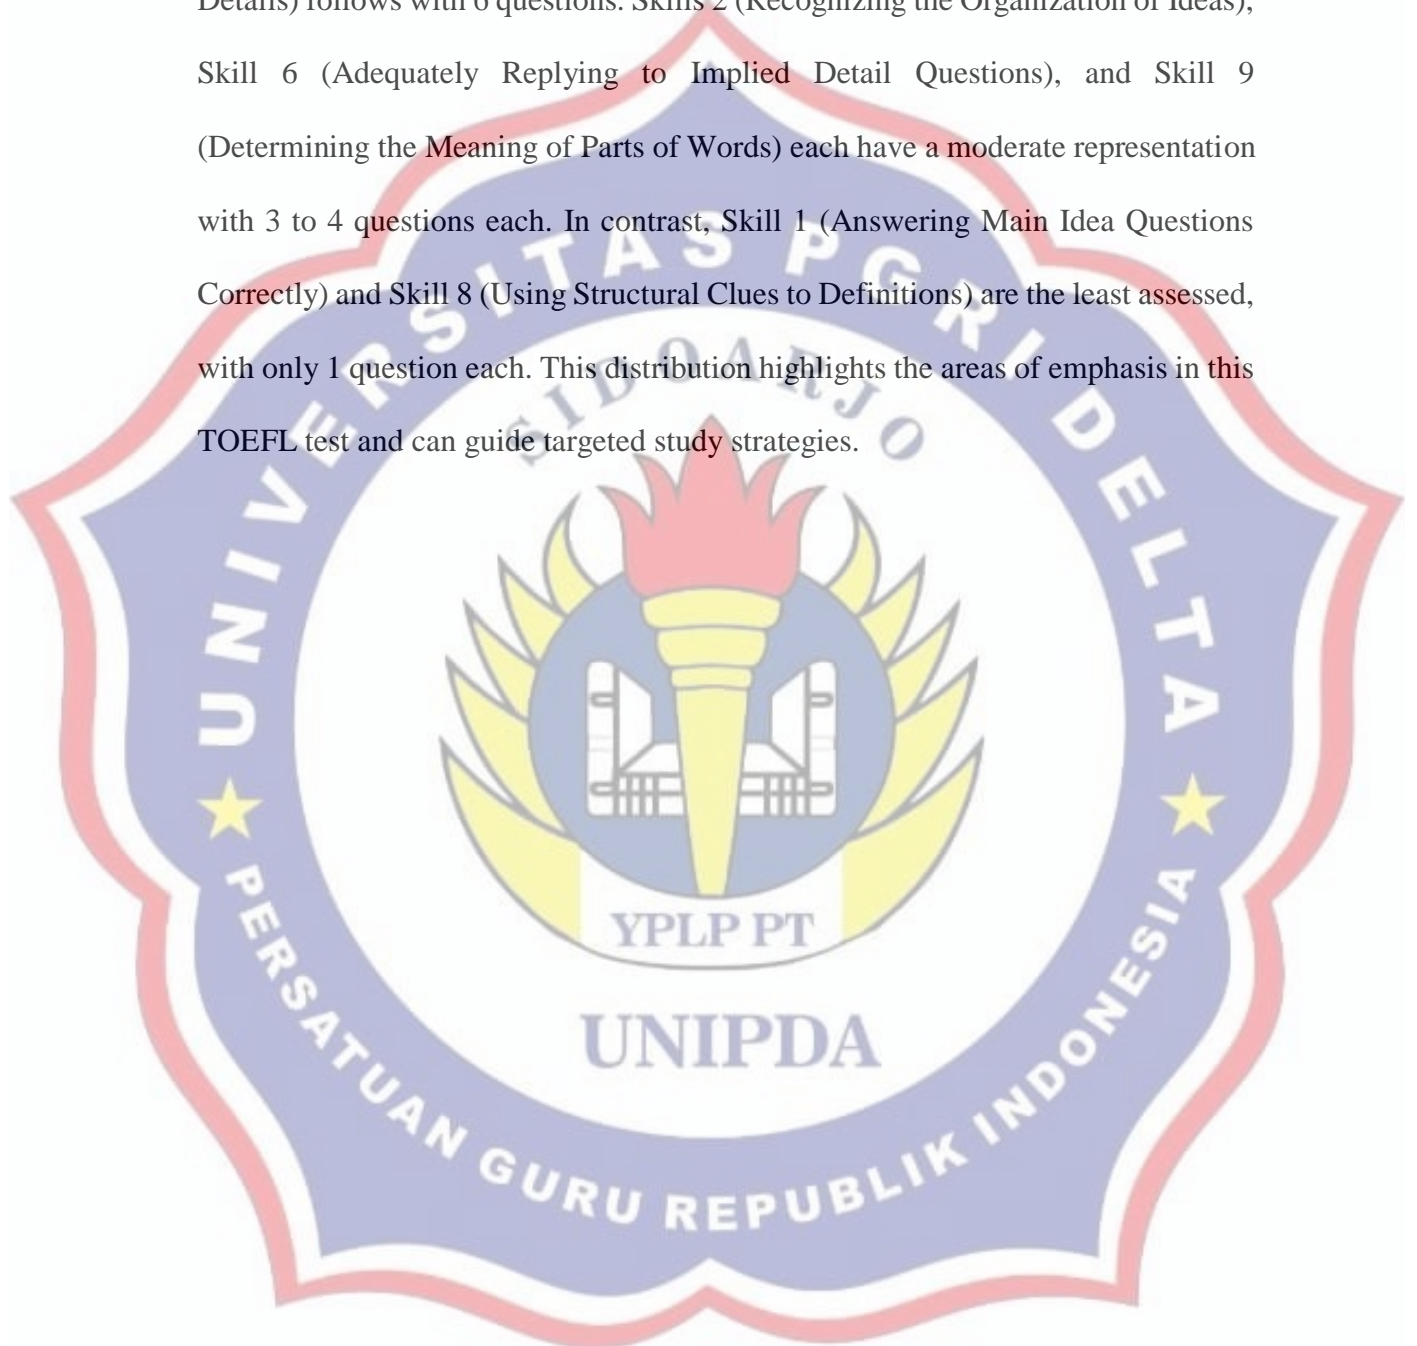 Details) follows with 6 questions. Skills 2 (Recognizing the Organization of Ideas),
Skill 6 (Adequately Replying to Implied Detail Questions), and Skill 9
(Determining the Meaning of Parts of Words) each have a moderate representation
with 3 to 4 questions each. In contrast, Skill 1 (Answering Main Idea Questions
Correctly) and Skill 8 (Using Structural Clues to Definitions) are the least assessed,
with only 1 question each. This distribution highlights the areas of emphasis in this
TOEFL test and can guide targeted study strategies.
UNIVERSITAS PGRI DELTA
SIDOARJO
YPLP PT
UNIPDA
PERSATUAN GURU REPUBLIK INDONESIA